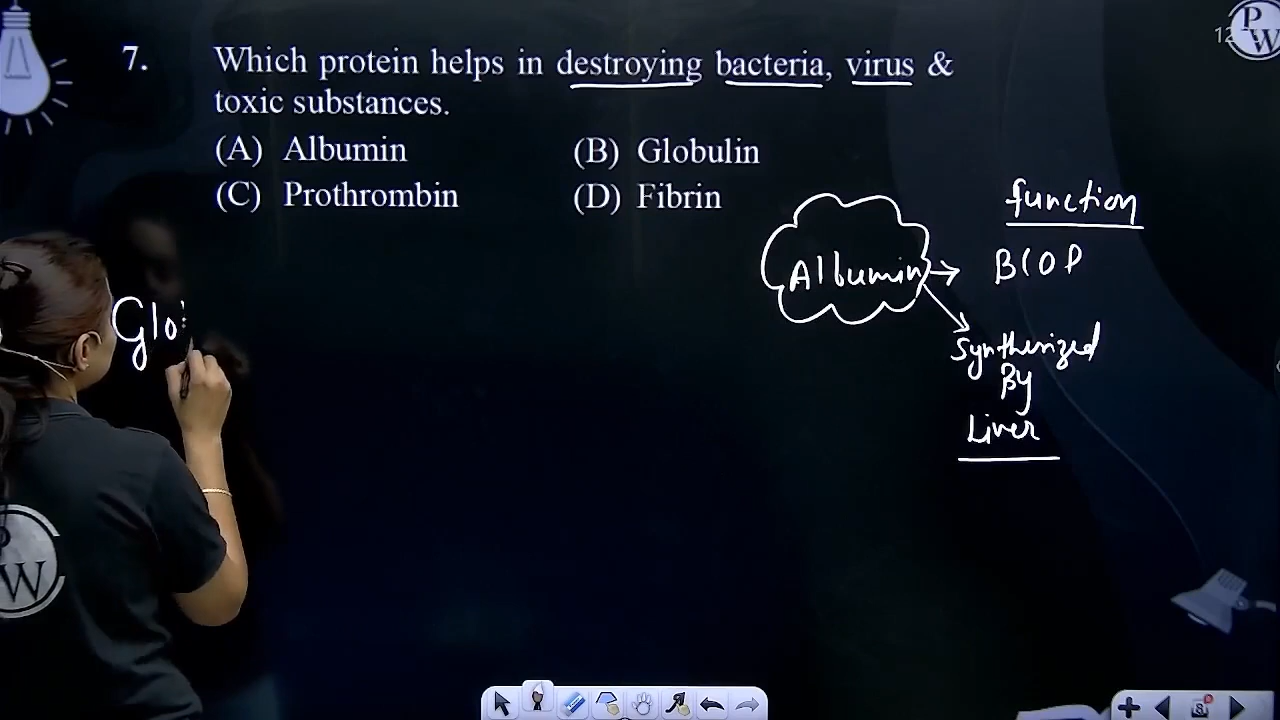 7. Which protein helps in destroying bacteria, virus &
toxic substances.
(A) Albumin (B) Globulin
(C) Prothrombin (D) Fibrin
function
Albumin → BCOP
Synthesized
By
Liver
Glo
P
W
P
W
12